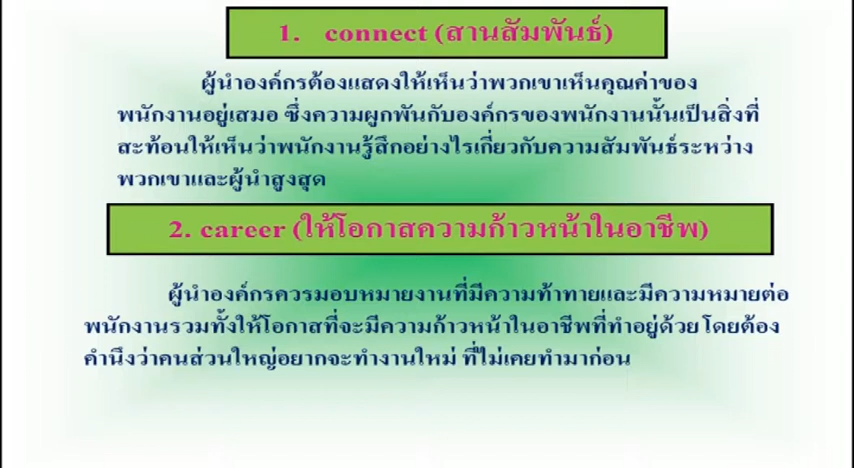 1. connect (สานสัมพันธ์)
ผู้นำองค์กรต้องแสดงให้เห็นว่าพวกเขาเห็นคุณค่าของ
พนักงานอยู่เสมอ ซึ่งความผูกพันกับองค์กรของพนักงานนั้นเป็นสิ่งที่
สะท้อนให้เห็นว่าพนักงานรู้สึกอย่างไรเกี่ยวกับความสัมพันธ์ระหว่าง
พวกเขาและผู้นำสูงสุด
2. career (ให้โอกาสความก้าวหน้าในอาชีพ)
ผู้นำองค์กรควรมอบหมายงานที่มีความท้าทายและมีความหมายต่อ
พนักงานรวมทั้งให้โอกาสที่จะมีความก้าวหน้าในอาชีพที่ทำอยู่ด้วย โดยต้อง
คำนึงว่าคนส่วนใหญ่อยากจะทำงานใหม่ ที่ไม่เคยทำมาก่อน